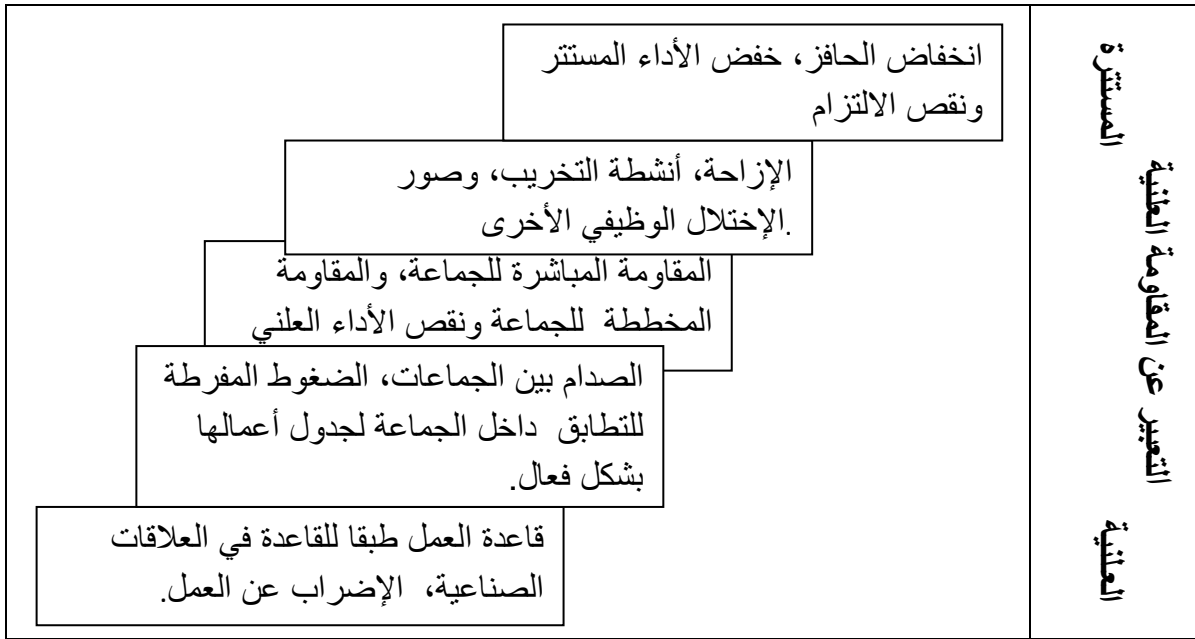 انخفاض الحافز، خفض الأداء المستتر
ونقص الالتزام
الإزاحة، أنشطة التخريب، وصور
.الإختلال الوظيفي الأخرى
المقاومة المباشرة للجماعة، والمقاومة
المخططة للجماعة ونقص الأداء العلني
الصدام بين الجماعات، الضغوط المفرطة
للتطابق داخل الجماعة لجدول أعمالها
بشكل فعال.
قاعدة العمل طبقا للقاعدة في العلاقات
الصناعية، الإضراب عن العمل.
المستترة
التعبير عن المقاومة العلنية
العلنية